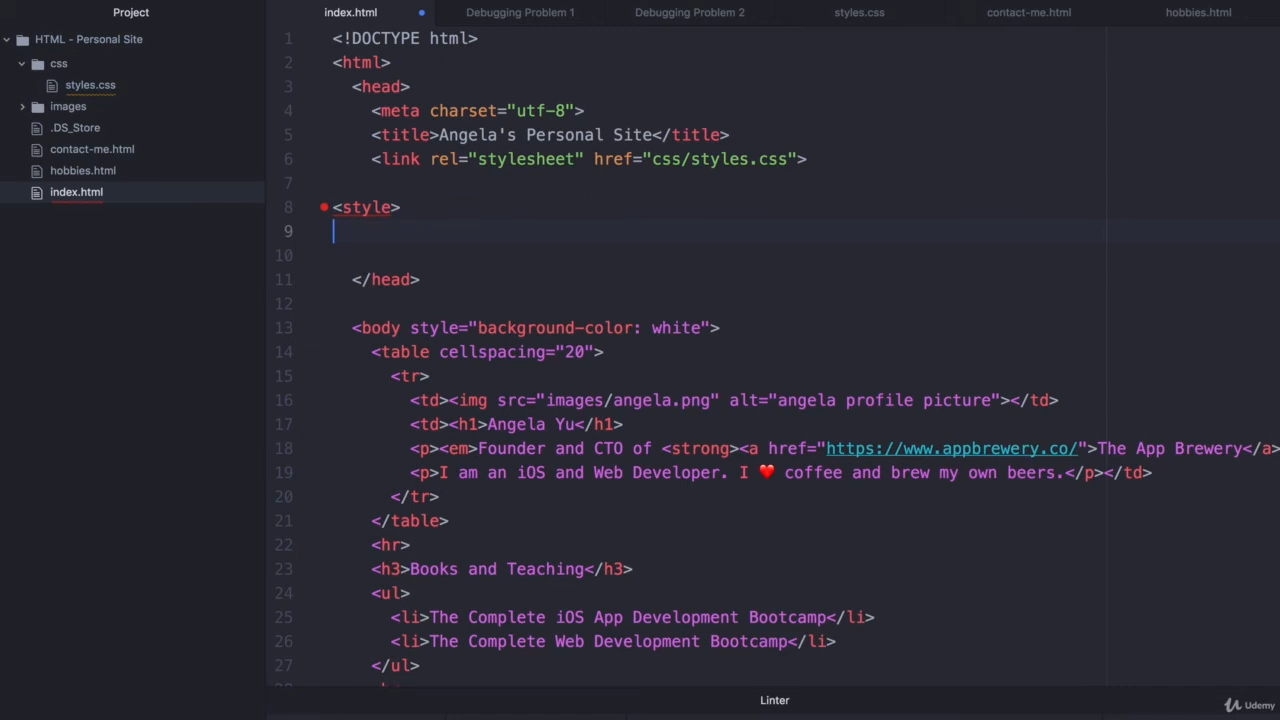 Project
index.html
Debugging Problem 1
Debugging Problem 2
styles.css
contact-me.html
hobbies.html
HTML - Personal Site
css
styles.css
images
.DS_Store
contact-me.html
hobbies.html
index.html
1 <!DOCTYPE html>
2 <html>
3 <head>
4 <meta charset="utf-8">
5 <title>Angela's Personal Site</title>
6 <link rel="stylesheet" href="css/styles.css">
7
8 <style>
9
10
11 </head>
12
13 <body style="background-color: white">
14 <table cellspacing="20">
15 <tr>
16 <td><img src="images/angela.png" alt="angela profile picture"></td>
17 <td><h1>Angela Yu</h1>
18 <p><em>Founder and CTO of <strong><a href="https://www.appbrewery.co/">The App Brewery</a>
19 <p>I am an iOS and Web Developer. I ❤️ coffee and brew my own beers.</p></td>
20 </tr>
21 </table>
22 <hr>
23 <h3>Books and Teaching</h3>
24 <ul>
25 <li>The Complete iOS App Development Bootcamp</li>
26 <li>The Complete Web Development Bootcamp</li>
27 </ul>
Linter
Udemy